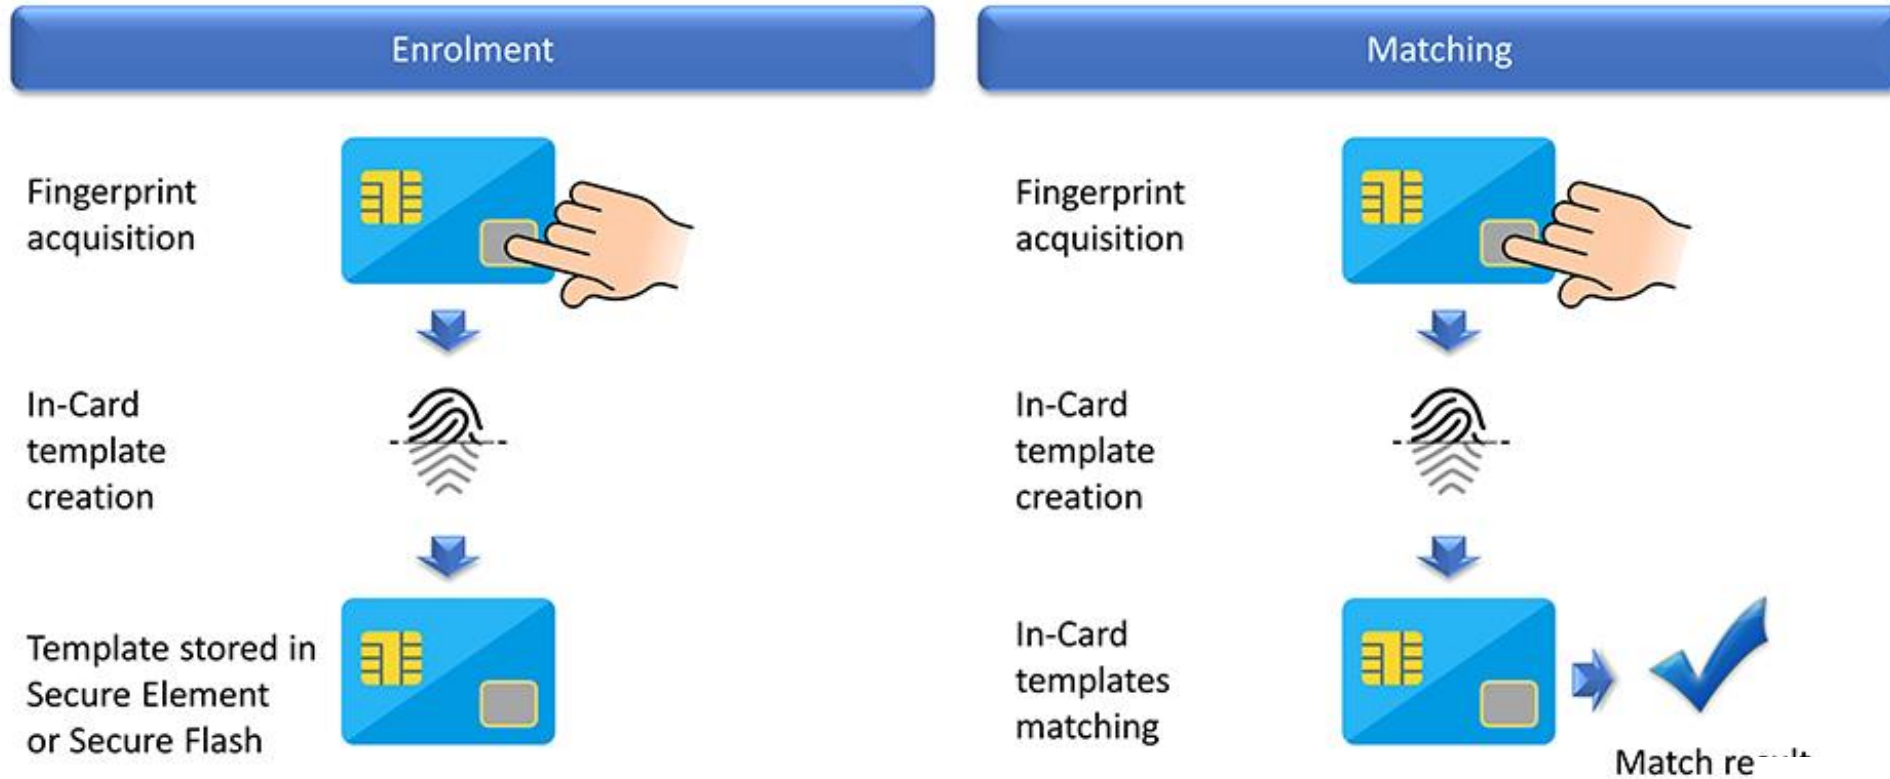 Enrolment
Fingerprint
acquisition
In-Card
template
creation
Template stored in
Secure Element
or Secure Flash
Matching
Fingerprint
acquisition
In-Card
template
creation
In-Card
templates
matching
Match result